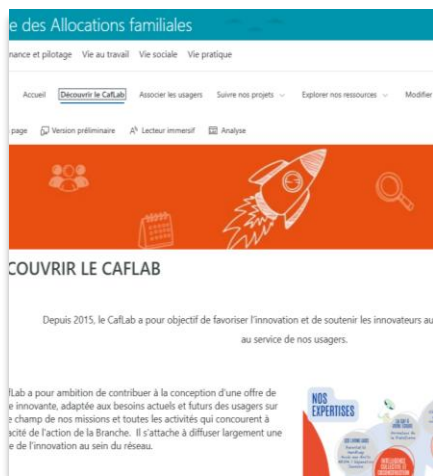 e des Allocations familiales
nance et pilotage Vie au travail Vie sociale Vie pratique
Accueil Découvrir le CafLab Associer les usagers Suivre nos projets Explorer nos ressources Modifier
page Version préliminaire Lecteur immersif Analyse
COUVRIR LE CAFLAB
Depuis 2015, le CafLab a pour objectif de favoriser l'innovation et de soutenir les innovateurs au
au service de nos usagers.
fLab a pour ambition de contribuer à la conception d'une offre de
e innovante, adaptée aux besoins actuels et futurs des usagers sur
e champ de nos missions et toutes les activités qui concourent à
acité de l'action de la Branche. Il s'attache à diffuser largement une
e de l'innovation au sein du réseau.
NOS
EXPERTISES
INTELLIGENCE
COLLECTIVE ET